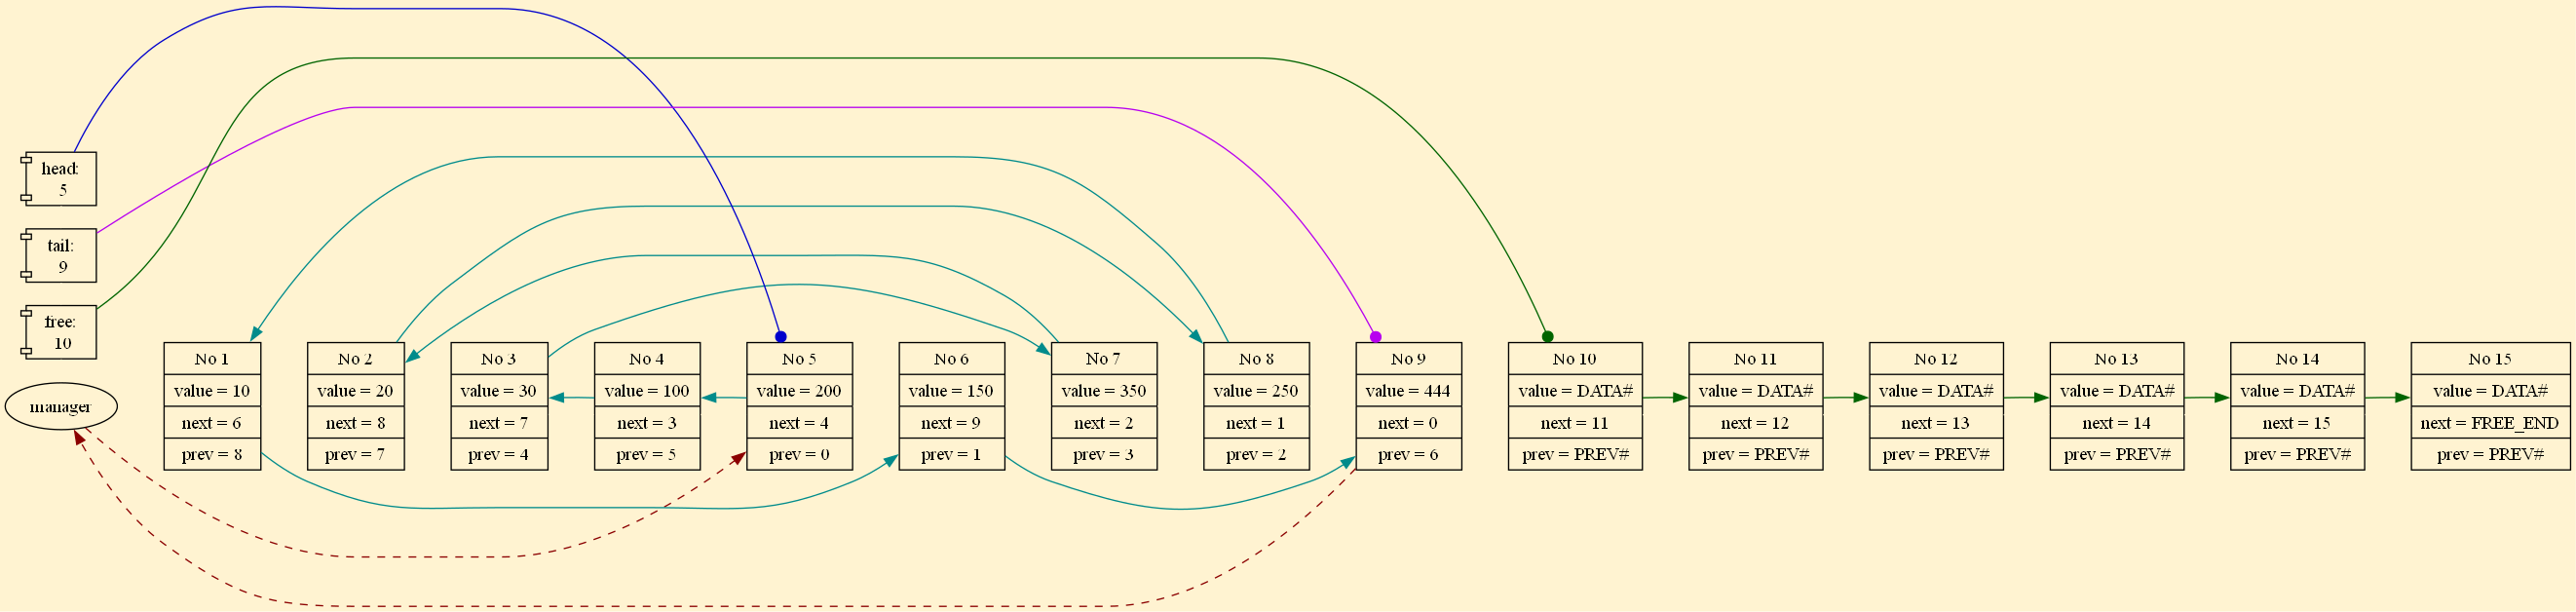 head:
5
tail:
9
free:
10
manager
No 1
value = 10
next = 6
prev = 8
No 2
value = 20
next = 8
prev = 7
No 3
value = 30
next = 7
prev = 4
No 4
value = 100
next = 3
prev = 5
No 5
value = 200
next = 4
prev = 0
No 6
value = 150
next = 9
prev = 1
No 7
value = 350
next = 2
prev = 3
No 8
value = 250
next = 1
prev = 2
No 9
value = 444
next = 0
prev = 6
No 10
value = DATA#
next = 11
prev = PREV#
No 11
value = DATA#
next = 12
prev = PREV#
No 12
value = DATA#
next = 13
prev = PREV#
No 13
value = DATA#
next = 14
prev = PREV#
No 14
value = DATA#
next = 15
prev = PREV#
No 15
value = DATA#
next = FREE_END
prev = PREV#